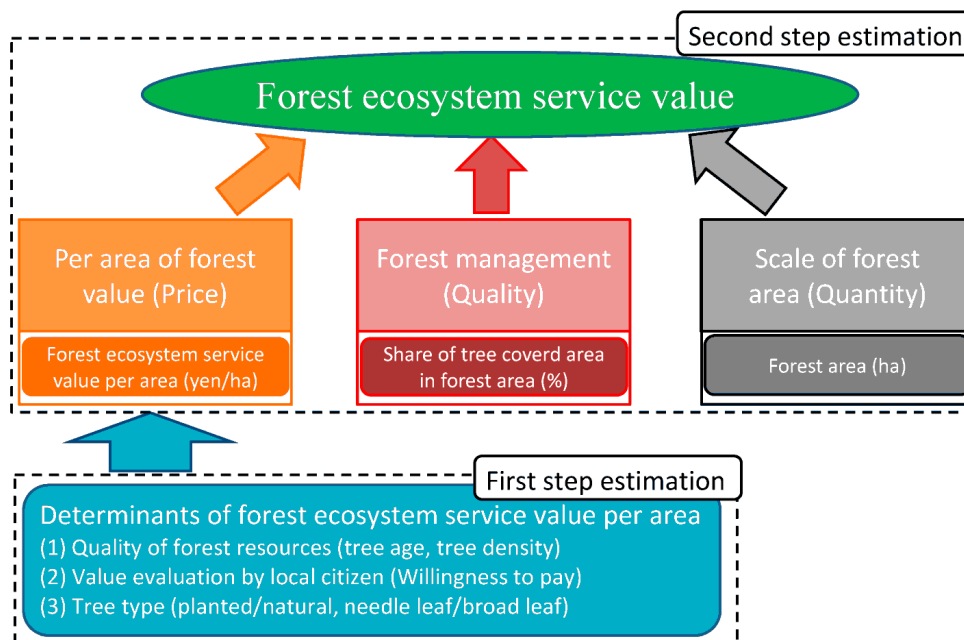 Second step estimation
Forest ecosystem service value
Per area of forest
value (Price)
Forest ecosystem service
value per area (yen/ha)
Forest management
(Quality)
Share of tree coverd area
in forest area (%)
Scale of forest
area (Quantity)
Forest area (ha)
First step estimation
Determinants of forest ecosystem service value per area
(1) Quality of forest resources (tree age, tree density)
(2) Value evaluation by local citizen (Willingness to pay)
(3) Tree type (planted/natural, needle leaf/broad leaf)